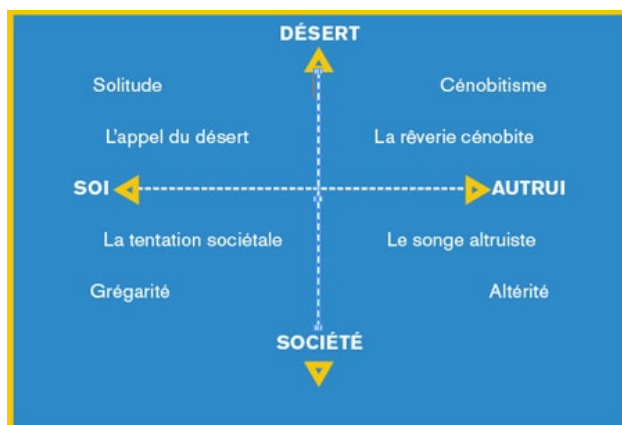 DÉSERT
Solitude
Cénobitisme
L'appel du désert
La rêverie cénobite
SOI
AUTRUI
La tentation sociétale
Le songe altruiste
Grégarité
Altérité
SOCIÉTÉ